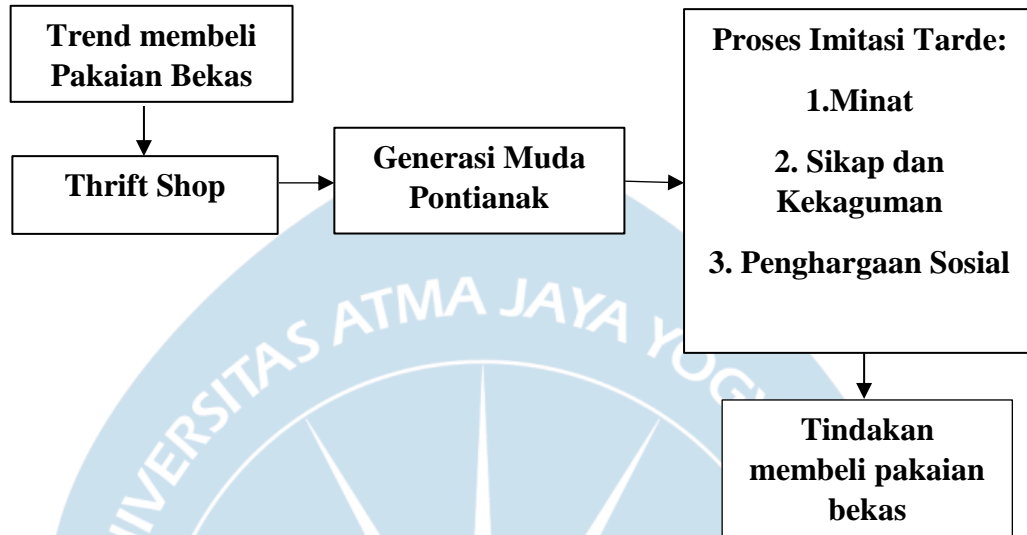 Trend membeli
Pakaian Bekas
Thrift Shop
Generasi Muda
Pontianak
Proses Imitasi Tarde:
1.Minat
2. Sikap dan
Kekaguman
3. Penghargaan Sosial
Tindakan
membeli pakaian
bekas
UNIVERSITAS ATMA JAYA